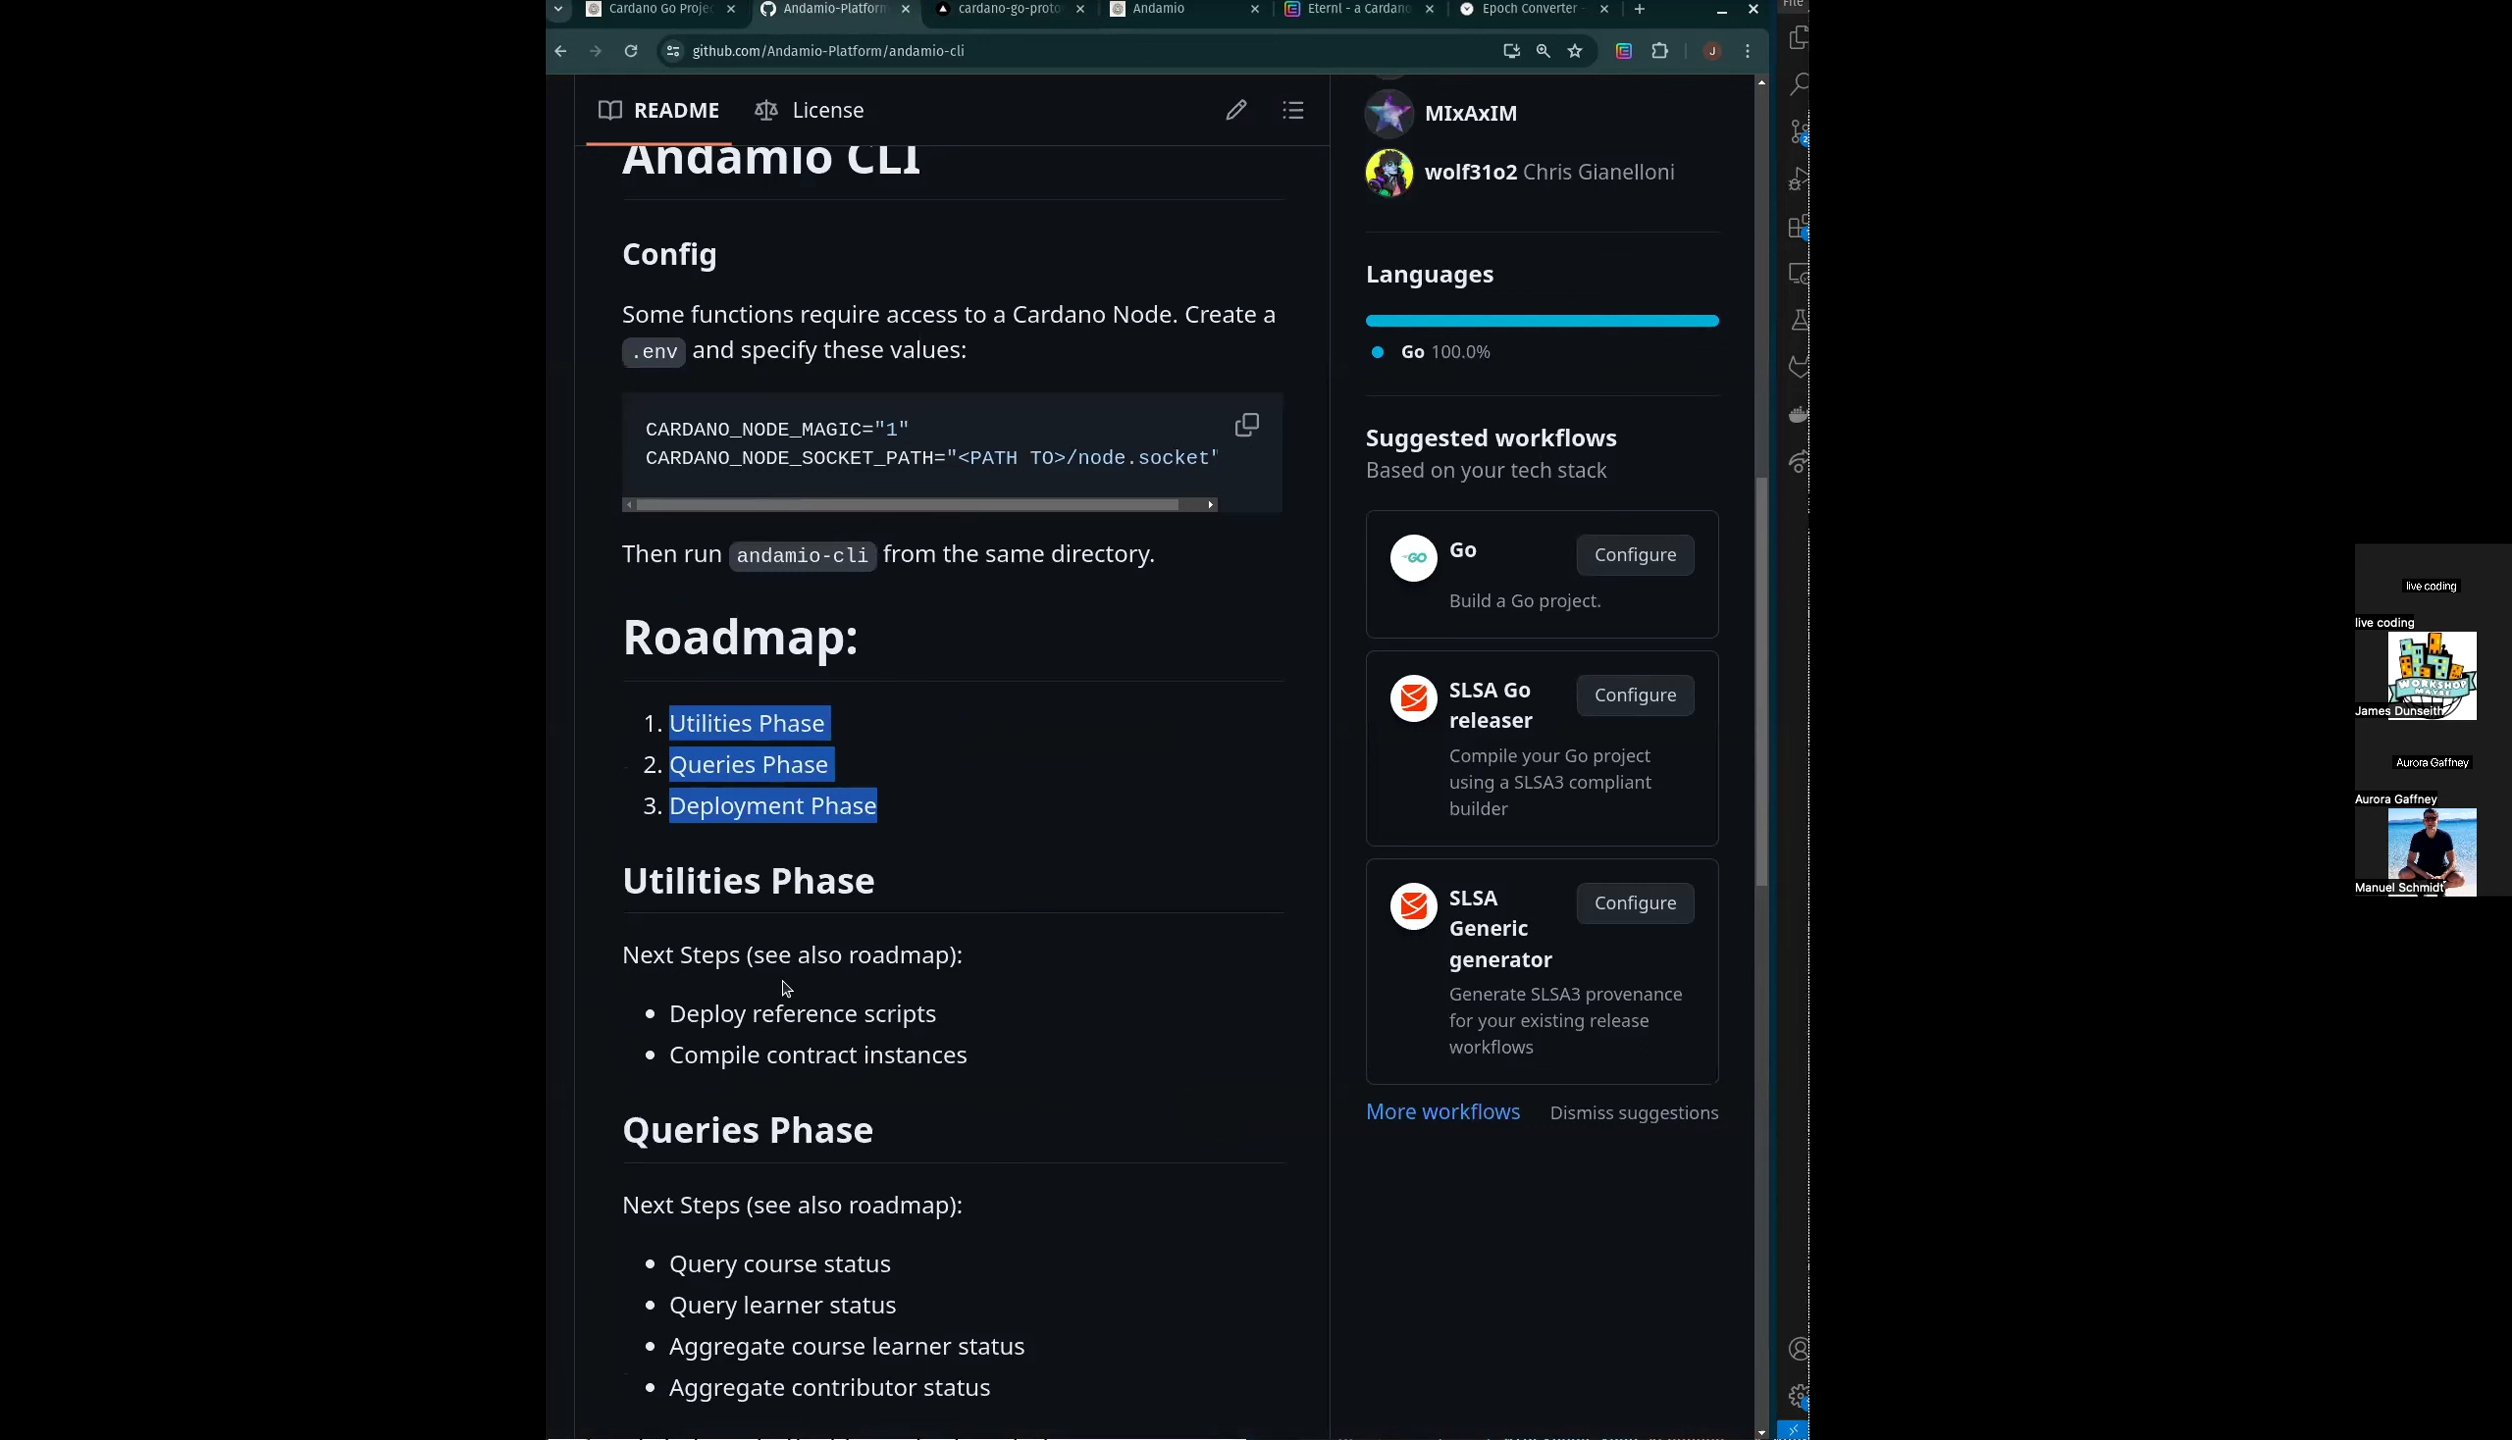 File
Cardano Go Proje
Andamio-Platform
cardano-go-proto
Andamio
Eternl - a Cardano
Epoch Converter -
github.com/Andamio-Platform/andamio-cli
J
README
License
Andamio CLI
Config
Some functions require access to a Cardano Node. Create a
.env and specify these values:
CARDANO_NODE_MAGIC="1"
CARDANO_NODE_SOCKET_PATH="<PATH TO>/node.socket"
Then run andamio-cli from the same directory.
Roadmap:
1. Utilities Phase
2. Queries Phase
3. Deployment Phase
Utilities Phase
Next Steps (see also roadmap):
• Deploy reference scripts
• Compile contract instances
Queries Phase
Next Steps (see also roadmap):
• Query course status
• Query learner status
• Aggregate course learner status
• Aggregate contributor status
MIxAxIM
wolf31o2 Chris Gianelloni
Languages
Go 100.0%
Suggested workflows
Based on your tech stack
GO
Go
Configure
Build a Go project.
SLSA Go
releaser
Configure
Compile your Go project
using a SLSA3 compliant
builder
SLSA
Generic
generator
Configure
Generate SLSA3 provenance
for your existing release
workflows
More workflows
Dismiss suggestions
live coding
live coding
WORKSHOP
MAYBE
James Dunseith
Aurora Gaffney
Aurora Gaffney
Manuel Schmidt